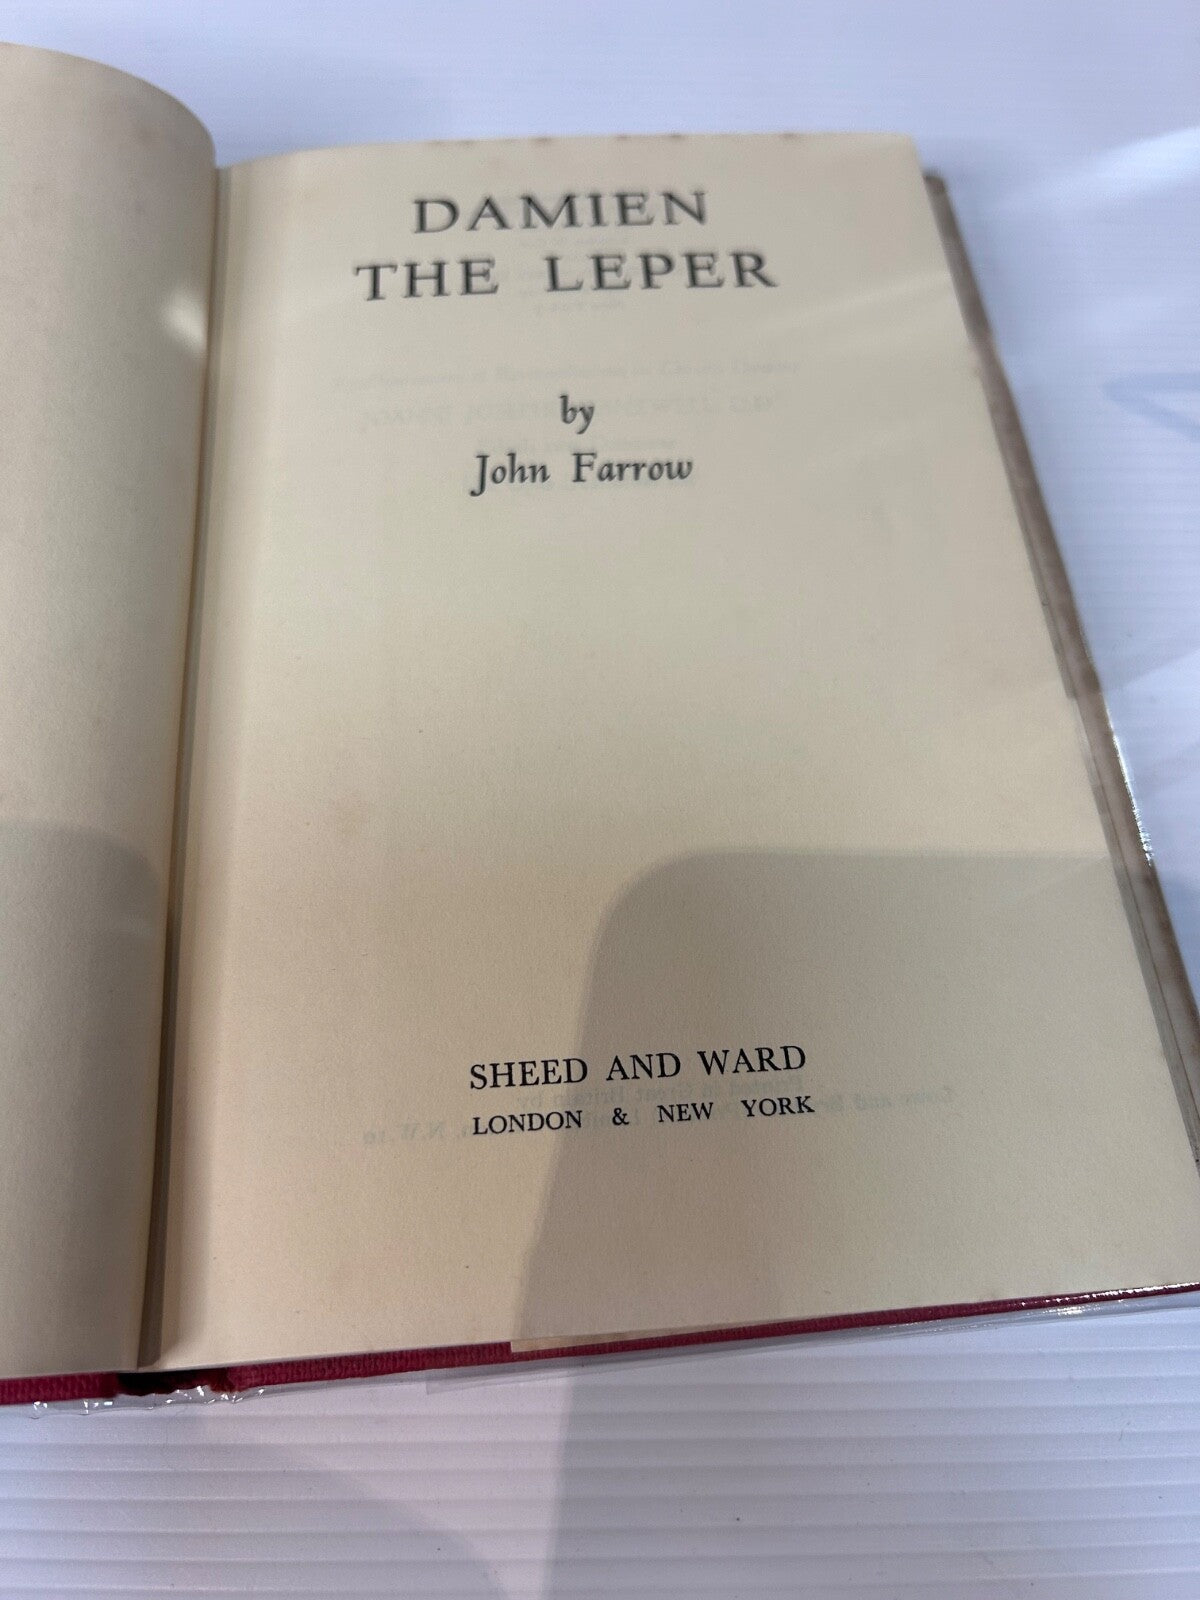 DAMIEN
THE LEPER
by
John Farrow
SHEED AND WARD
LONDON & NEW YORK